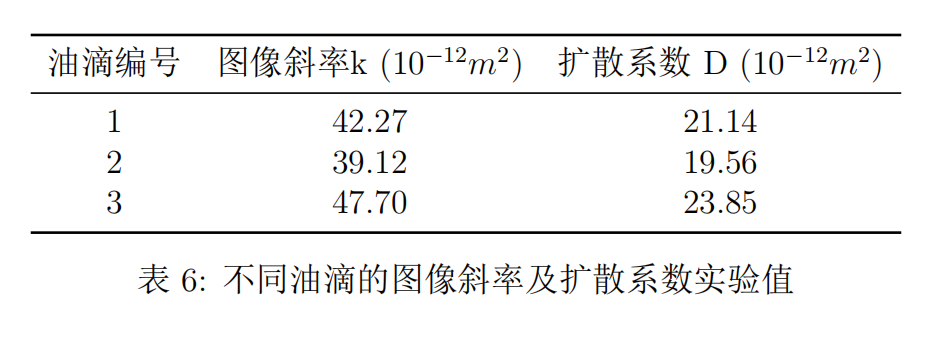 油滴编号 图像斜率k (10⁻¹²m²) 扩散系数 D (10⁻¹²m²)
1 42.27 21.14
2 39.12 19.56
3 47.70 23.85
表 6: 不同油滴的图像斜率及扩散系数实验值